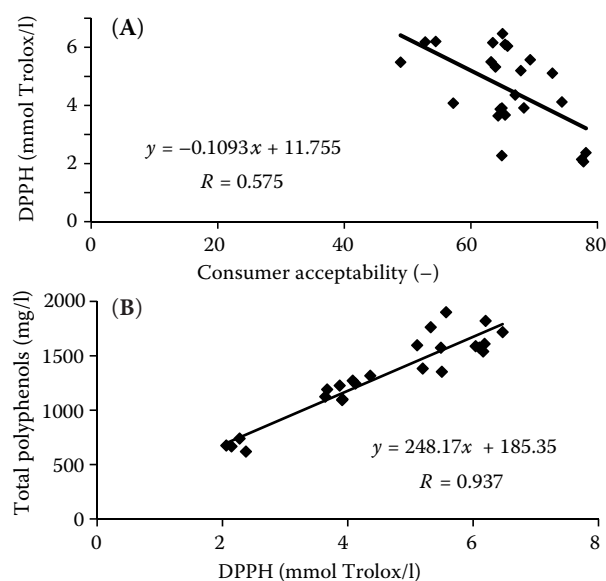 (A)
DPPH (mmol Trolox/l)
6
4
2
0
y = –0.1093x + 11.755
R = 0.575
0 20 40 60 80
Consumer acceptability (–)
(B)
Total polyphenols (mg/l)
2000
1500
1000
500
0
y = 248.17x + 185.35
R = 0.937
0 2 4 6 8
DPPH (mmol Trolox/l)